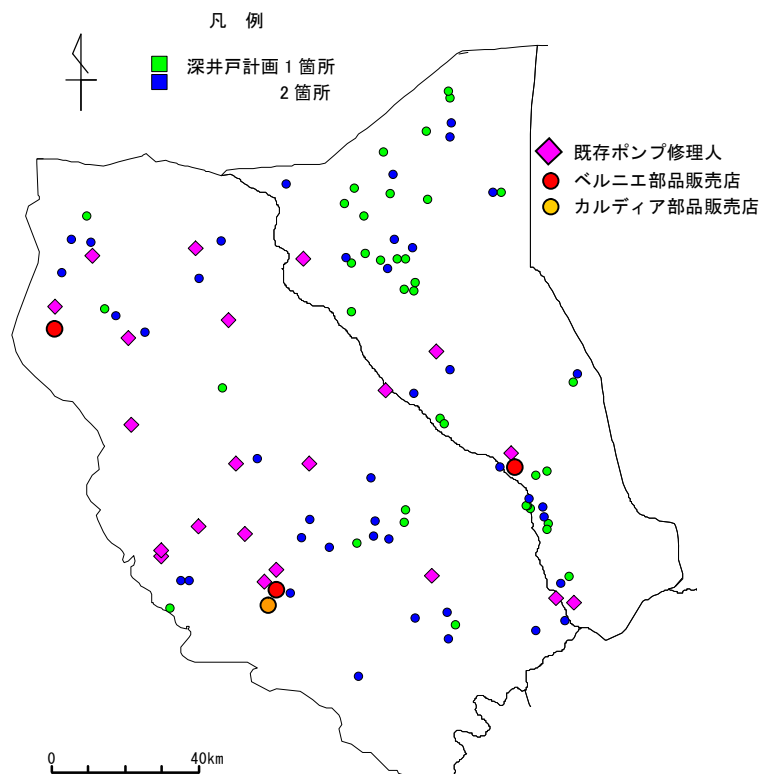 凡 例
深井戸計画1箇所
2箇所
既存ポンプ修理人
ベルニエ部品販売店
カルディア部品販売店
0 40km